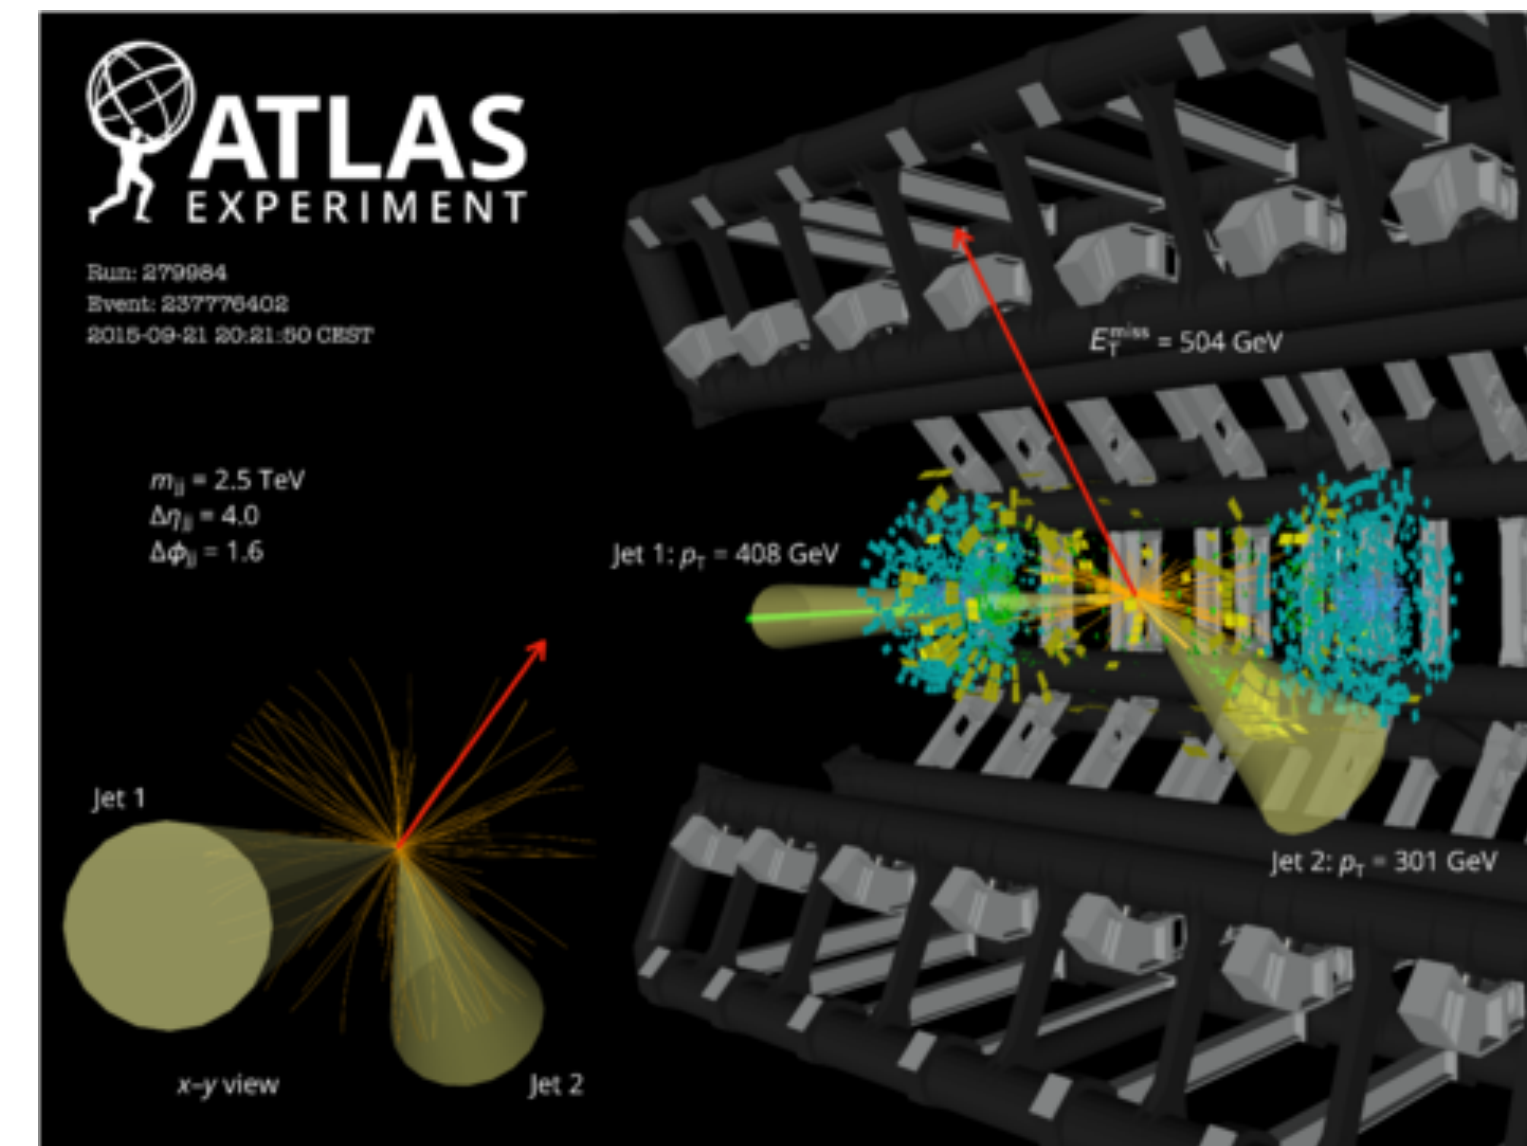 ATLAS
EXPERIMENT
Run: 279984
Event: 237776402
2015-09-21 20:21:50 CEST
E_T^miss = 504 GeV
m_jj = 2.5 TeV
Δη_jj = 4.0
Δϕ_jj = 1.6
Jet 1: p_T = 408 GeV
Jet 1
Jet 2: p_T = 301 GeV
x–y view
Jet 2